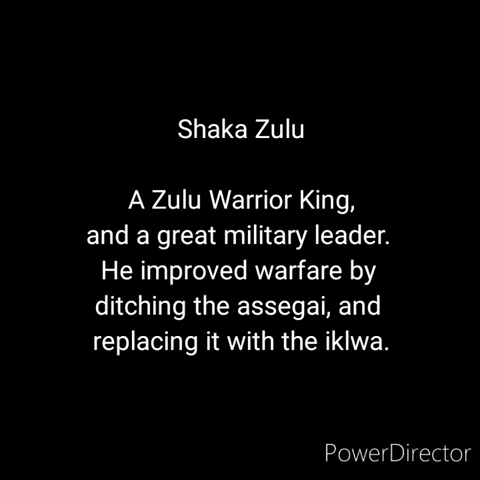 Shaka Zulu
A Zulu Warrior King,
and a great military leader.
He improved warfare by
ditching the assegai, and
replacing it with the iklwa.
PowerDirector